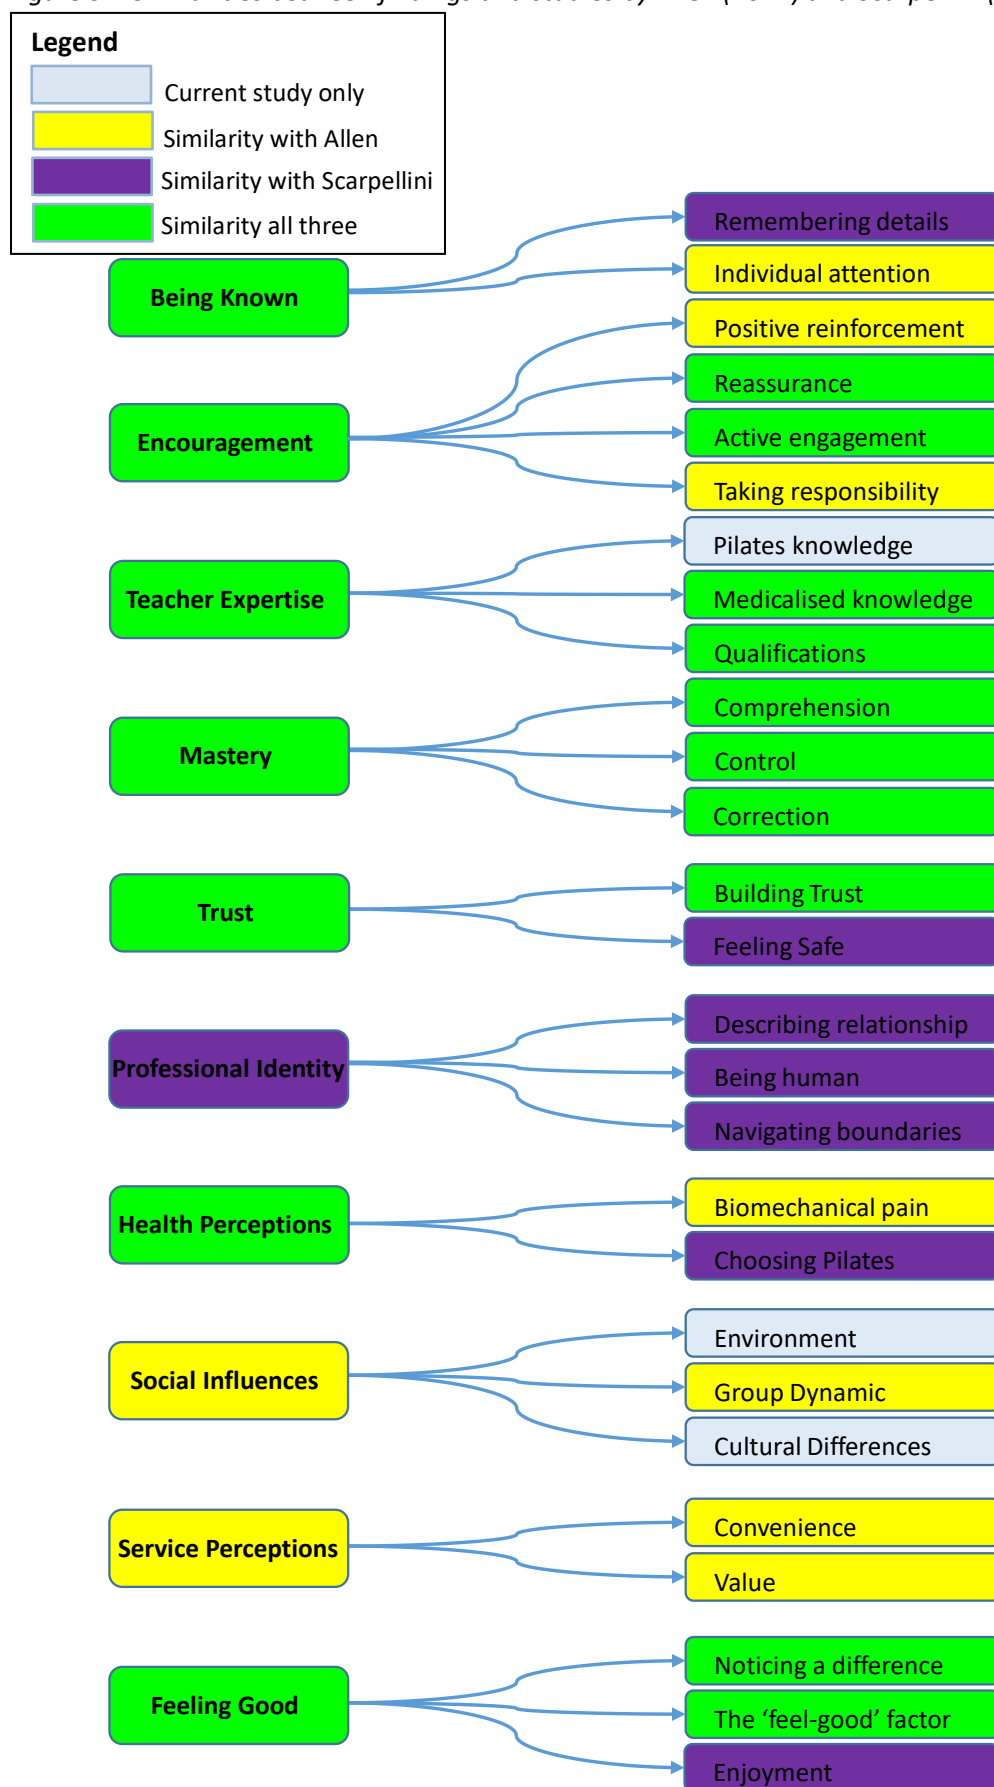 Legend
Current study only
Similarity with Allen
Similarity with Scarpellini
Similarity all three
Being Known
Remembering details
Individual attention
Encouragement
Positive reinforcement
Reassurance
Active engagement
Taking responsibility
Teacher Expertise
Pilates knowledge
Medicalised knowledge
Qualifications
Mastery
Comprehension
Control
Correction
Trust
Building Trust
Feeling Safe
Professional Identity
Describing relationship
Being human
Navigating boundaries
Health Perceptions
Biomechanical pain
Choosing Pilates
Social Influences
Environment
Group Dynamic
Cultural Differences
Service Perceptions
Convenience
Value
Feeling Good
Noticing a difference
The ‘feel-good’ factor
Enjoyment